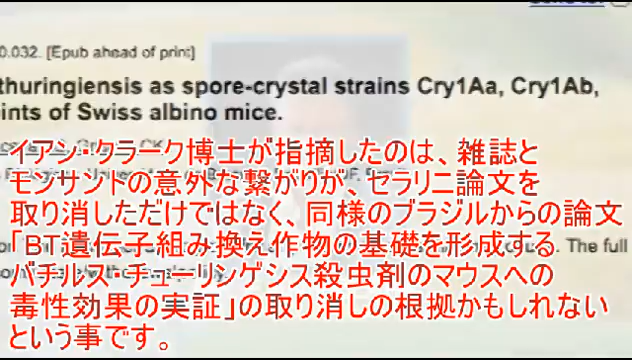 0.032. [Epub ahead of print]
thuringiensis as spore-crystal strains Cry1Aa, Cry1Ab,
ints of Swiss albino mice.
イアン・クラーク博士が指摘したのは、雑誌と
モンサントの意外な繋がりが、セラリニ論文を
取り消しただけではなく、同様のブラジルからの論文
「BT遺伝子組み換え作物の基礎を形成する
The full
バチルス・チューリンゲシス殺虫剤のマウスへの
毒性効果の実証」の取り消しの根拠かもしれない
という事です。